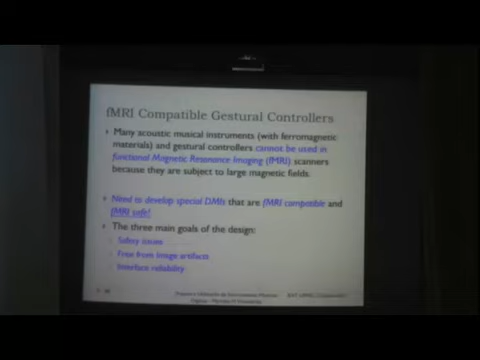 fMRI Compatible Gestural Controllers
Many acoustic musical instruments (with ferromagnetic
materials) and gestural controllers cannot be used in
functional Magnetic Resonance Imaging (fMRI) scanners
because they are subject to large magnetic fields.
Need to develop special DMIs that are fMRI compatible and
fMRI safe!
The three main goals of the design:
Safety issues
Free from image artifacts
Interface reliability